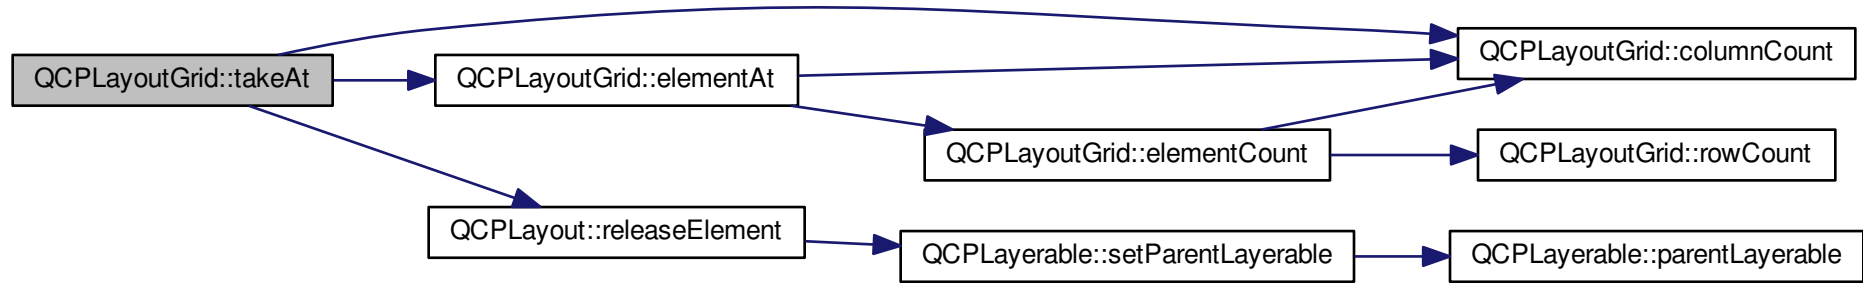 QCPLayoutGrid::takeAt
QCPLayoutGrid::elementAt
QCPLayoutGrid::columnCount
QCPLayoutGrid::elementCount
QCPLayoutGrid::rowCount
QCPLayout::releaseElement
QCPLayerable::setParentLayerable
QCPLayerable::parentLayerable